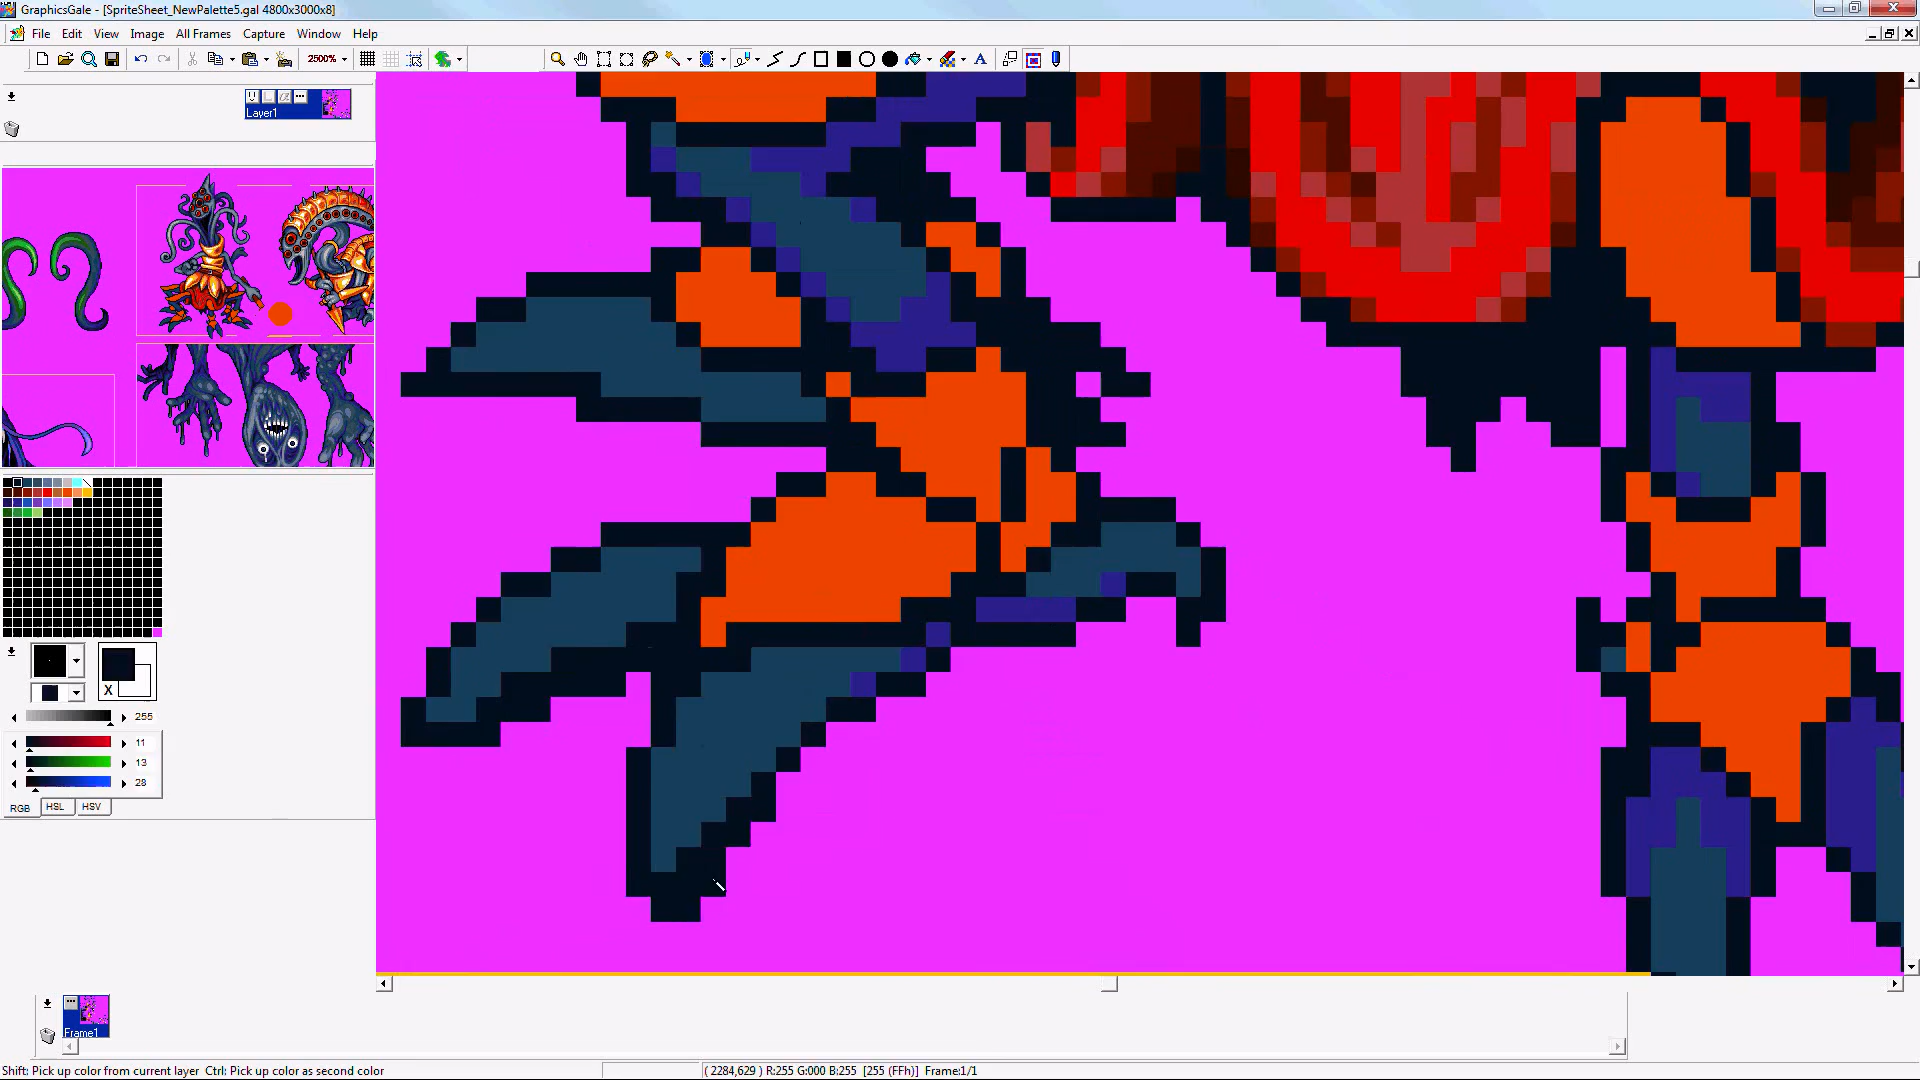 GraphicsGale - [SpriteSheet_NewPalette5.gal 4800x3000x8]
File Edit View Image All Frames Capture Window Help
2500%
A
Layer1
X
255
11
13
28
RGB HSL HSV
Frame1
Shift: Pick up color from current layer Ctrl: Pick up color as second color
( 2284,629 ) R:255 G:000 B:255 [255 (FFh)] Frame:1/1